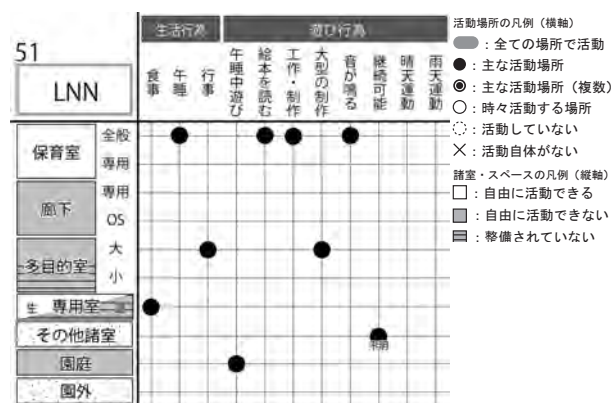 51
LNN
生活行為
遊び行為
食事
午睡
行事
午睡中遊び
絵本を読む
工作・制作
大型の制作
音が鳴る
継続可能
晴天運動
雨天運動
保育室
全般
専用
廊下
専用
OS
多目的室
大
小
生 専用室
その他諸室
園庭
園外
活動場所の凡例（横軸）
：全ての場所で活動
：主な活動場所
：主な活動場所（複数）
：時々活動する場所
：活動していない
：活動自体がない
諸室・スペースの凡例（縦軸）
：自由に活動できる
：自由に活動できない
：整備されていない